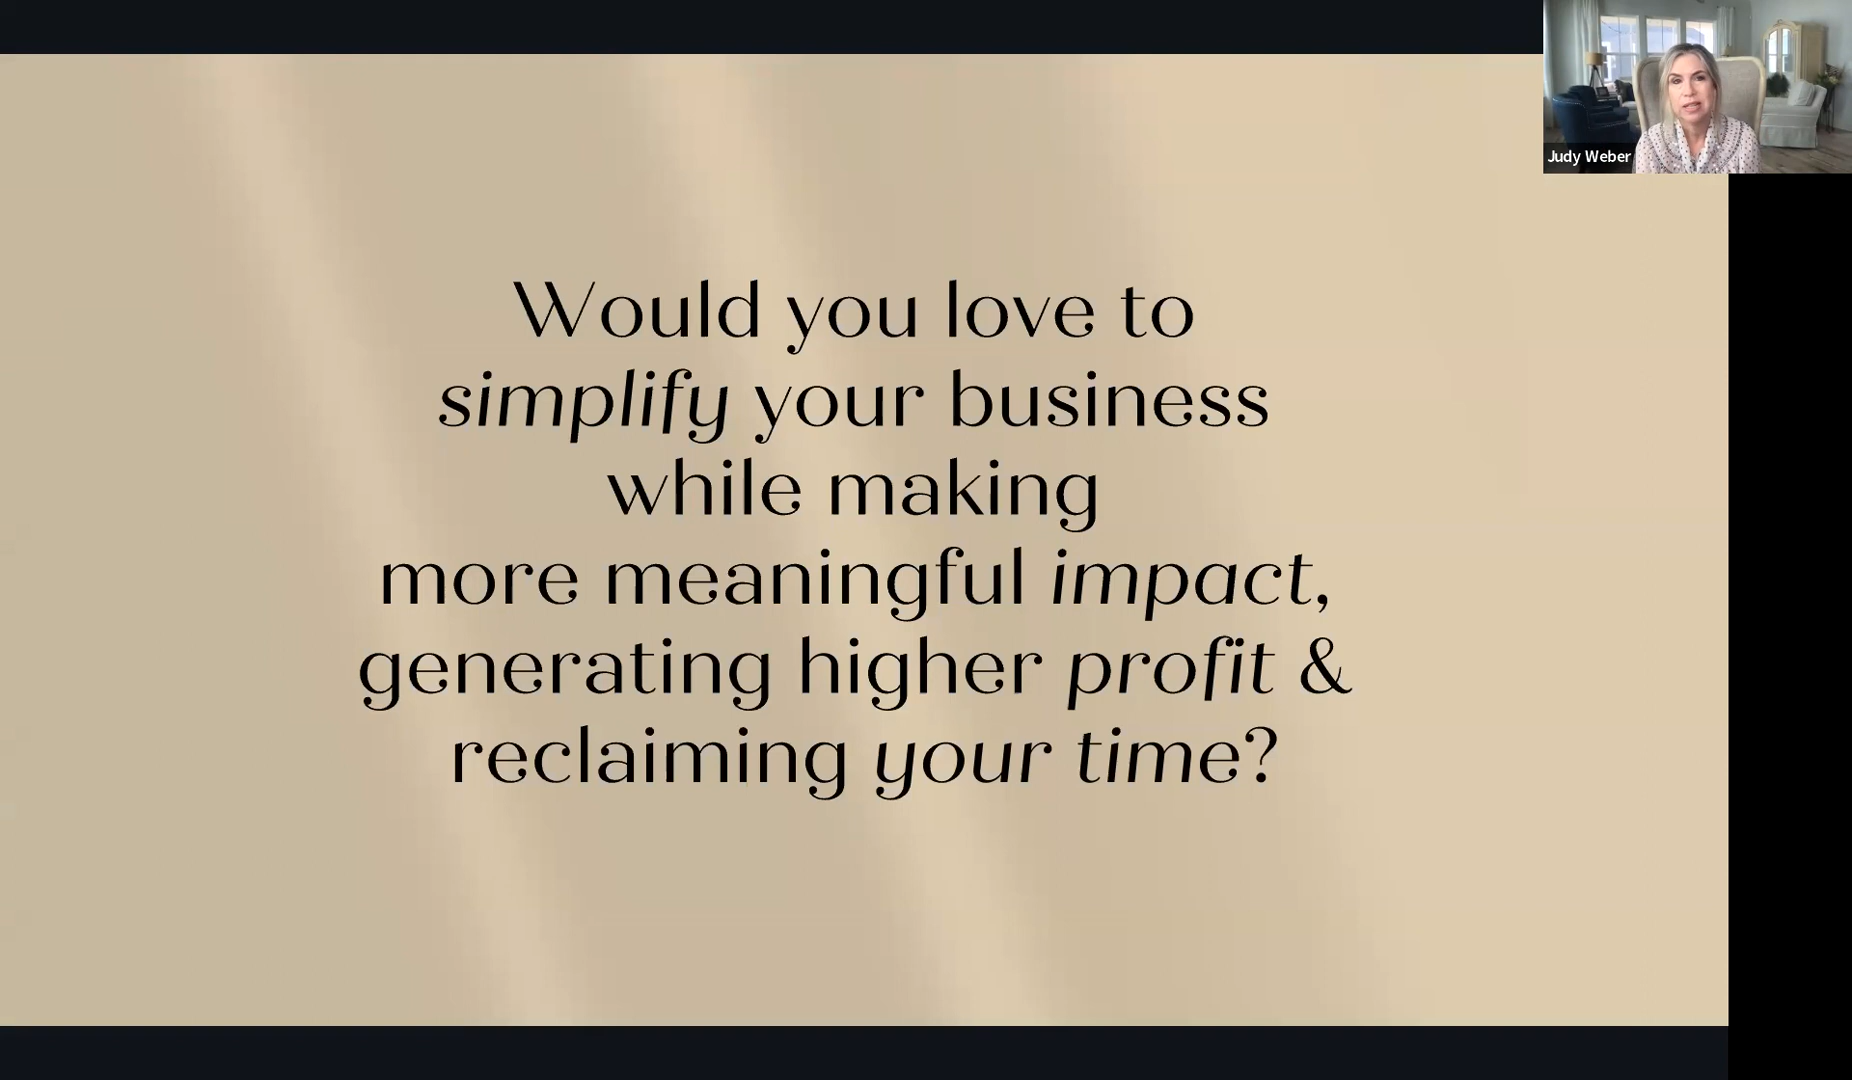 Would you love to
simplify your business
while making
more meaningful impact,
generating higher profit &
reclaiming your time?
Judy Weber